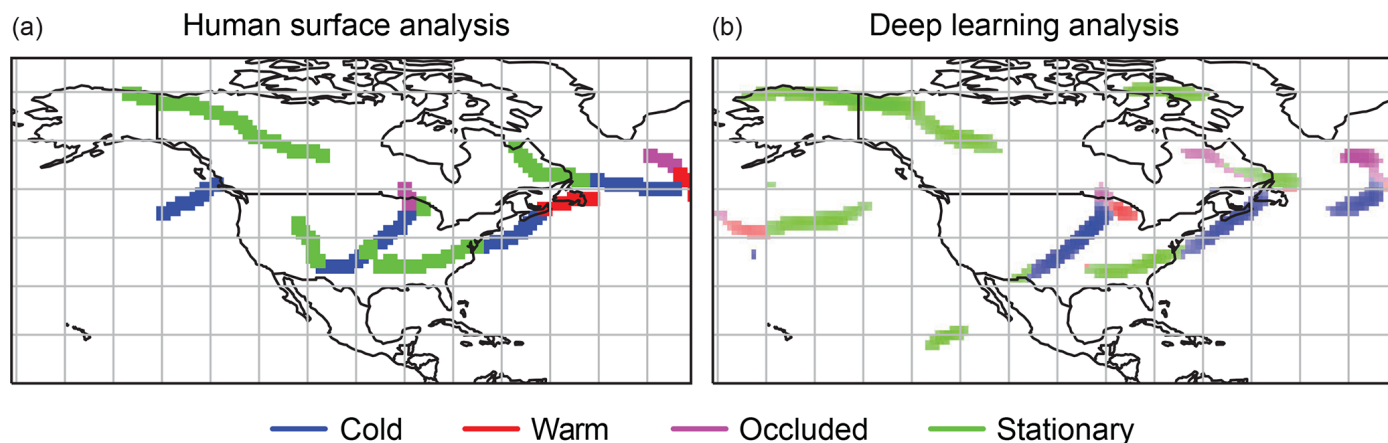 (a) Human surface analysis
(b) Deep learning analysis
Cold Warm Occluded Stationary